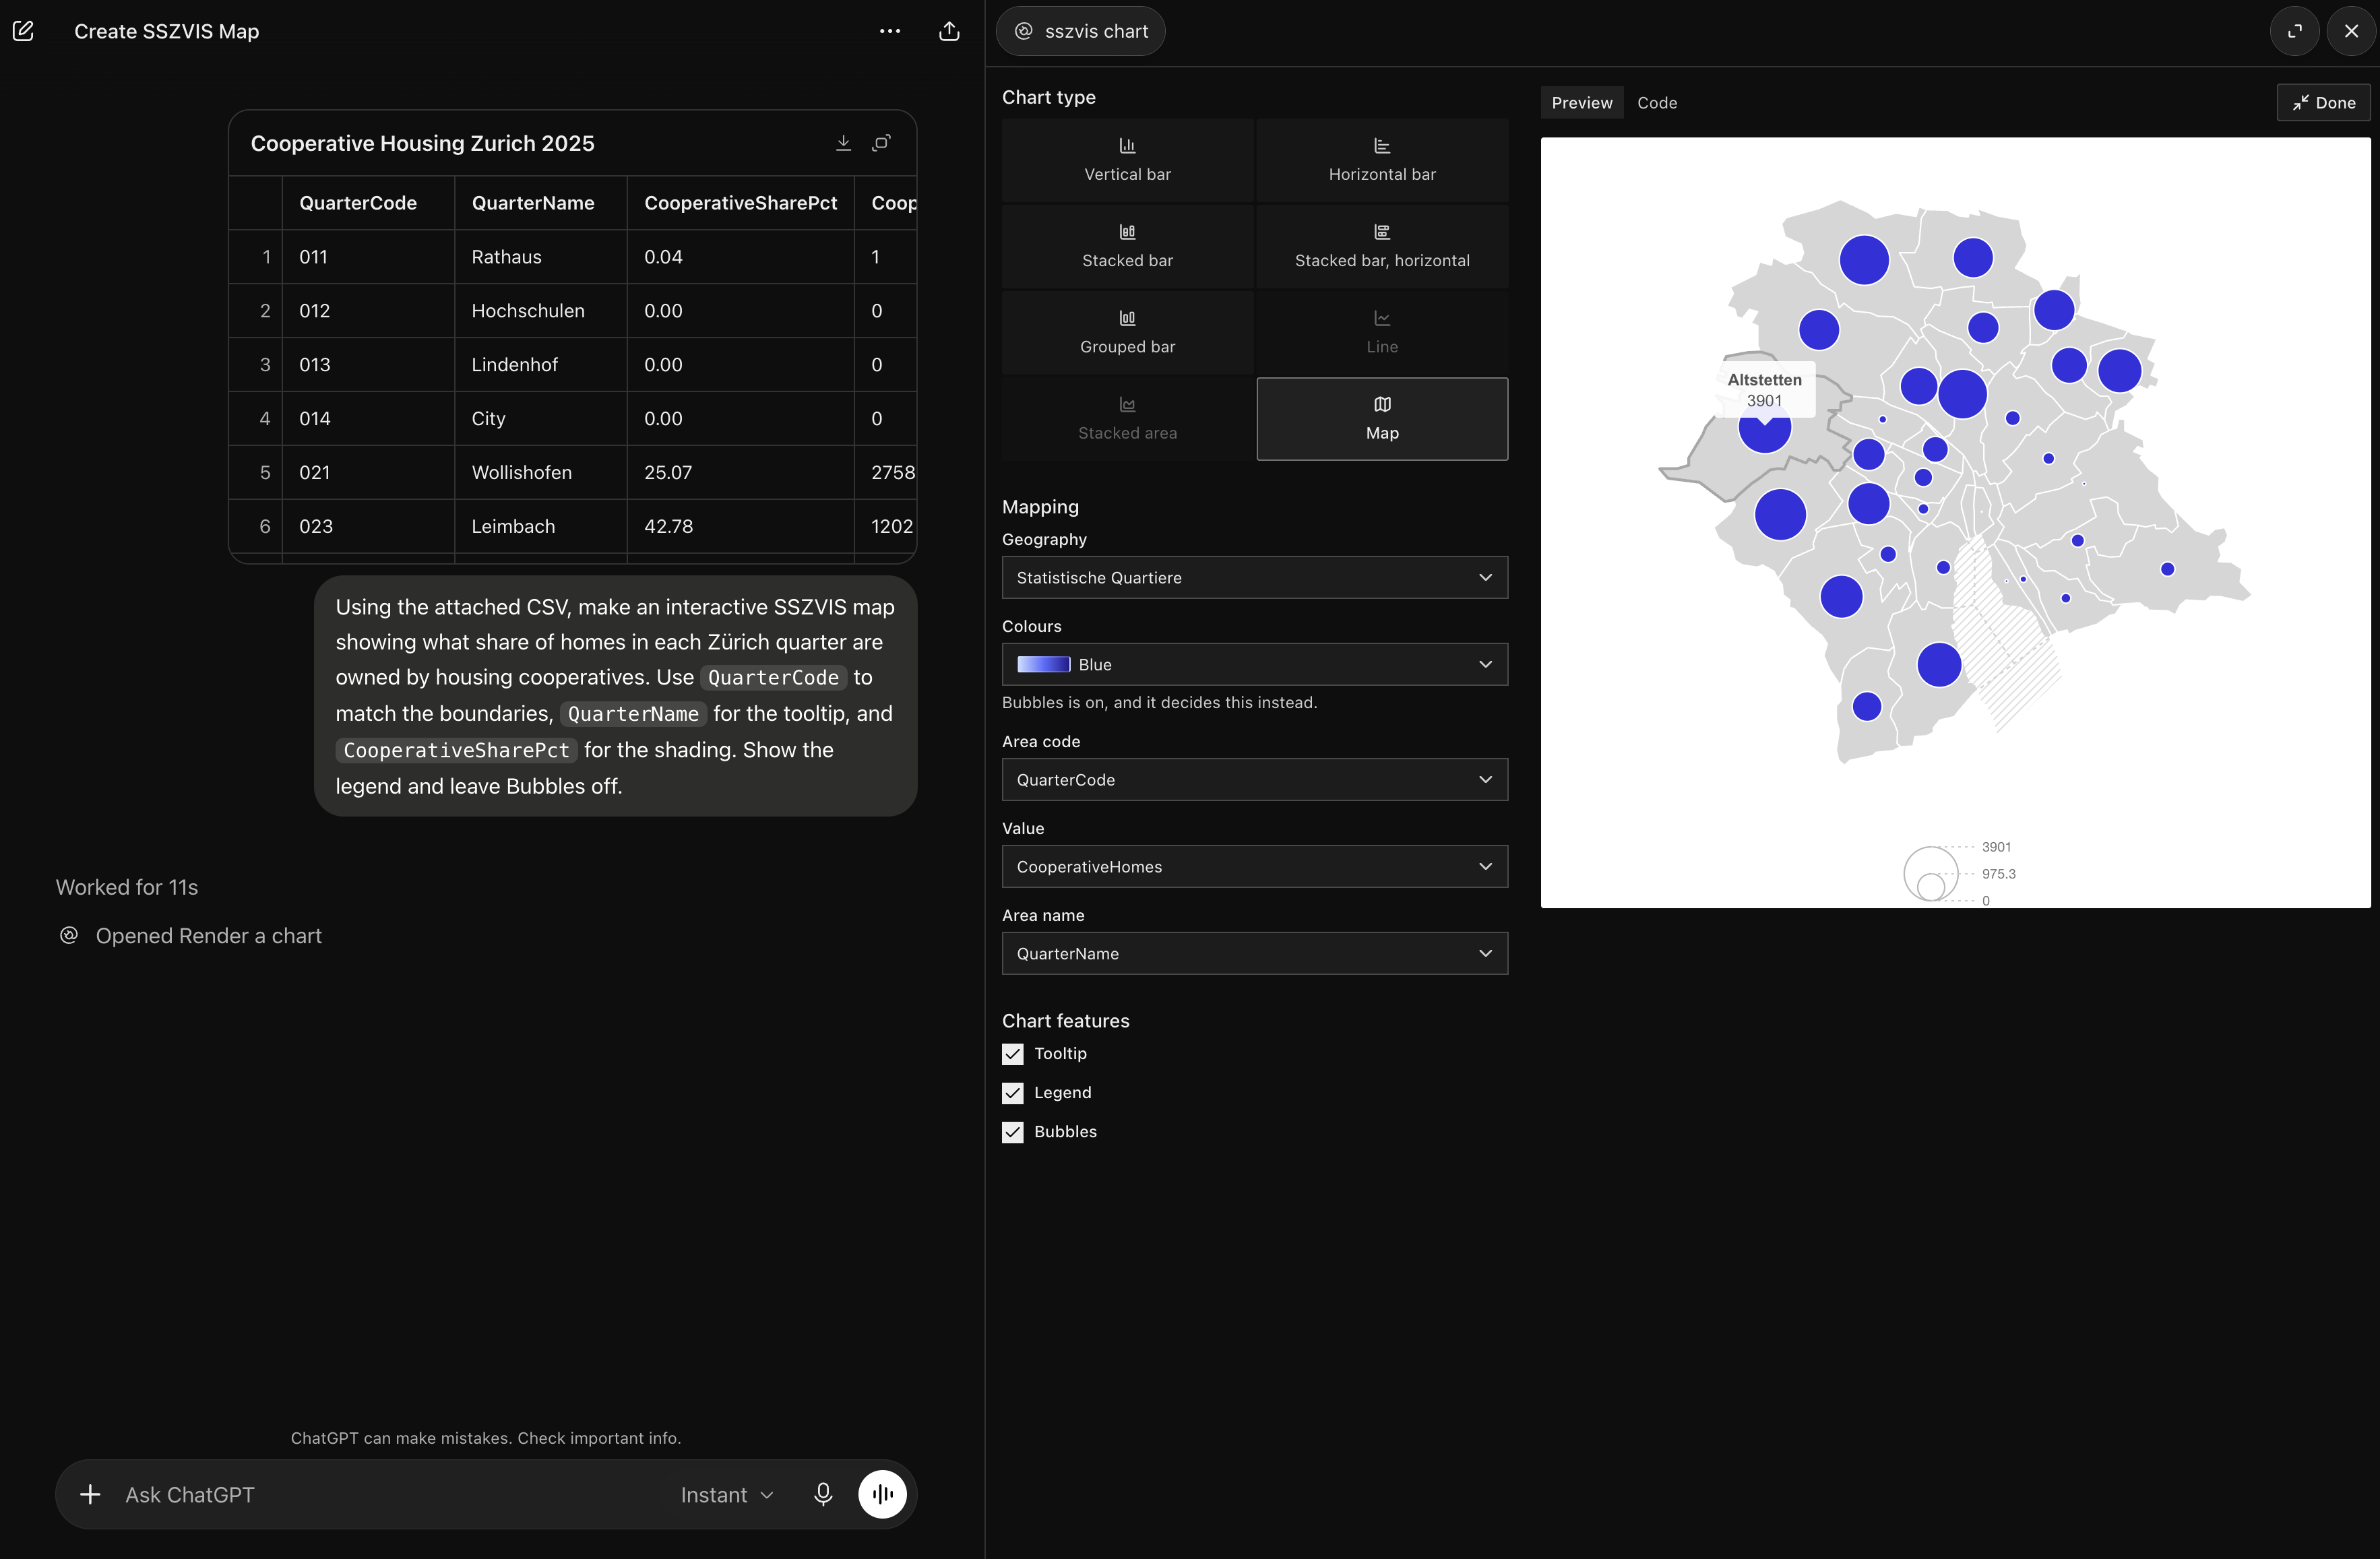 Create SSZVIS Map
Cooperative Housing Zurich 2025
QuarterCode QuarterName CooperativeSharePct Coop
1 011 Rathaus 0.04 1
2 012 Hochschulen 0.00 0
3 013 Lindenhof 0.00 0
4 014 City 0.00 0
5 021 Wollishofen 25.07 2758
6 023 Leimbach 42.78 1202
Using the attached CSV, make an interactive SSZVIS map
showing what share of homes in each Zürich quarter are
owned by housing cooperatives. Use QuarterCode to
match the boundaries, QuarterName for the tooltip, and
CooperativeSharePct for the shading. Show the
legend and leave Bubbles off.
Worked for 11s
Opened Render a chart
ChatGPT can make mistakes. Check important info.
Ask ChatGPT
Instant
sszvis chart
Chart type
Vertical bar
Horizontal bar
Stacked bar
Stacked bar, horizontal
Grouped bar
Line
Stacked area
Map
Mapping
Geography
Statistische Quartiere
Colours
Blue
Bubbles is on, and it decides this instead.
Area code
QuarterCode
Value
CooperativeHomes
Area name
QuarterName
Chart features
Tooltip
Legend
Bubbles
Preview
Code
Done
Altstetten
3901
3901
975.3
0